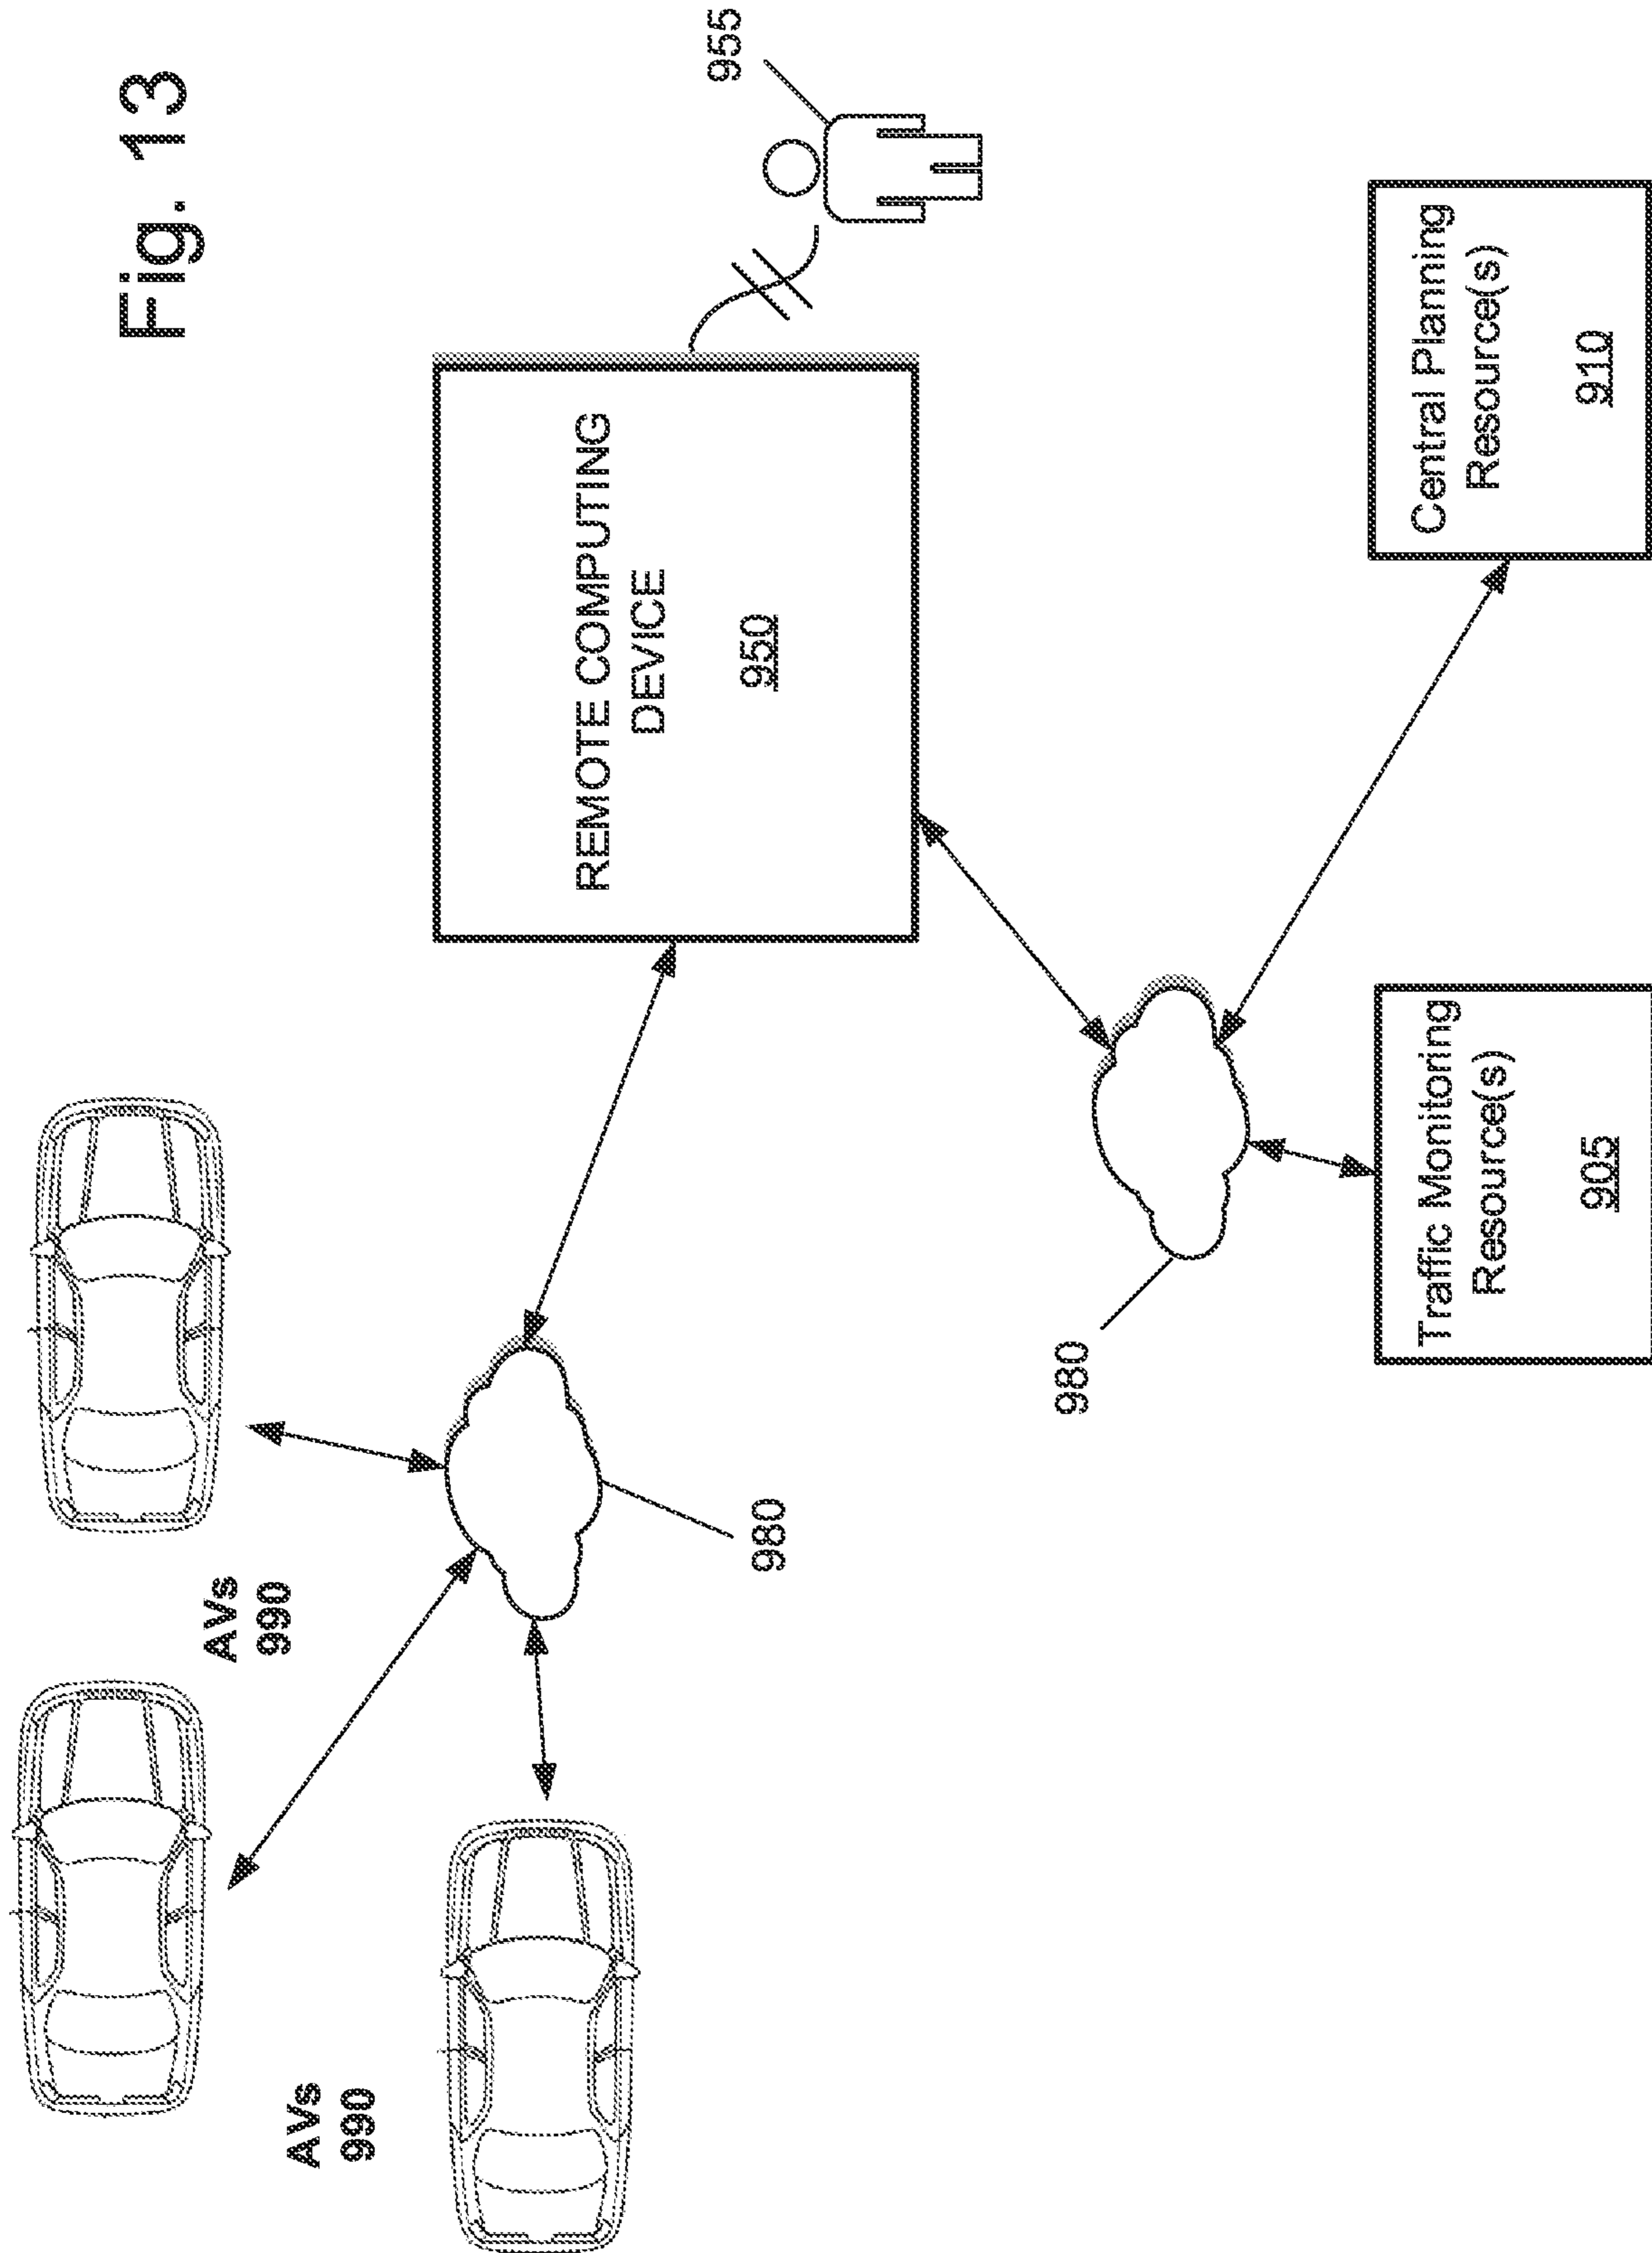 Fig. 13
AVs
990
AVs
990
980
REMOTE COMPUTING
DEVICE
950
955
980
Traffic Monitoring
Resource(s)
905
Central Planning
Resource(s)
910